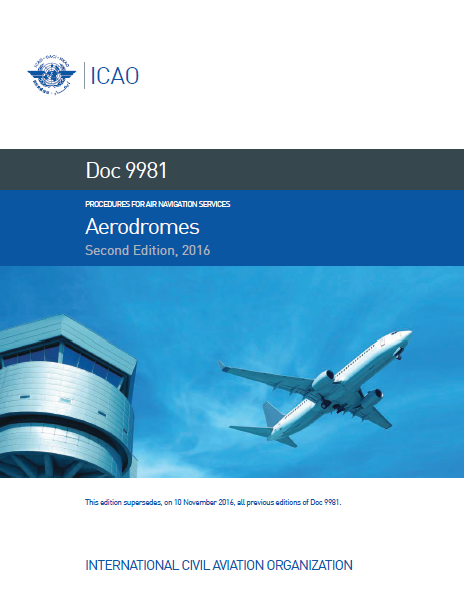 ICAO
Doc 9981
PROCEDURES FOR AIR NAVIGATION SERVICES
Aerodromes
Second Edition, 2016
This edition supersedes, on 10 November 2016, all previous editions of Doc 9981.
INTERNATIONAL CIVIL AVIATION ORGANIZATION